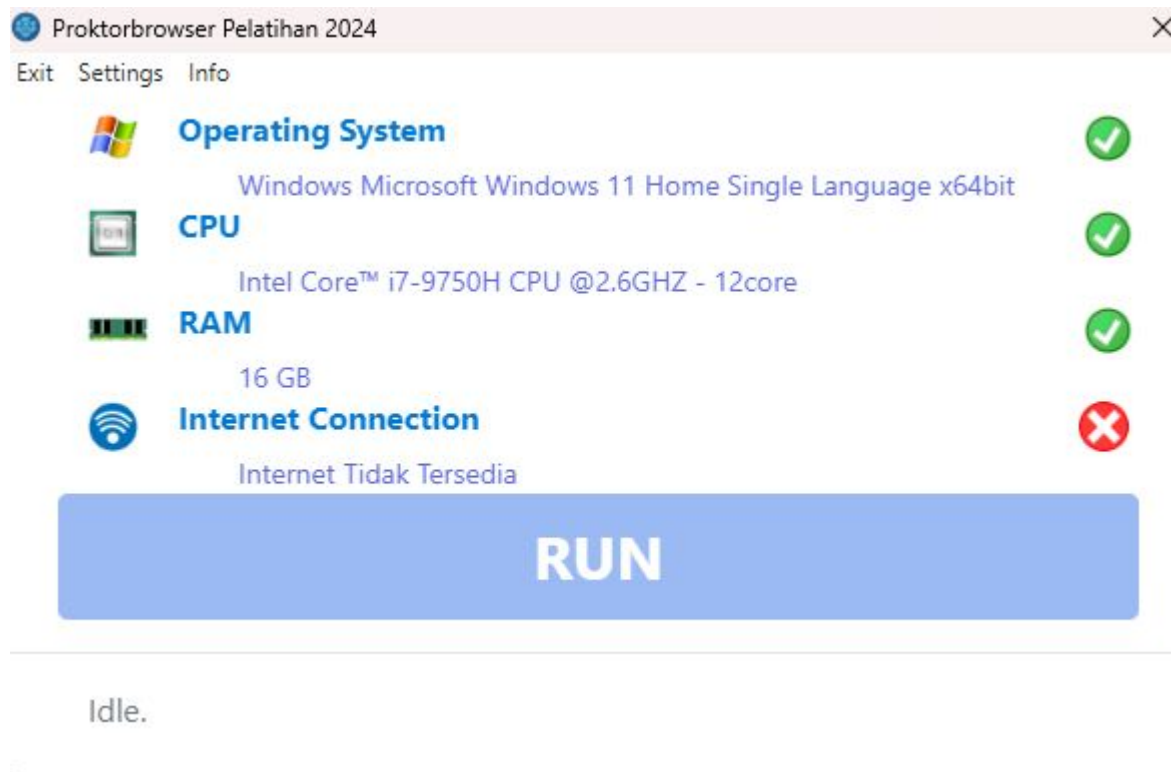 Proktorbrowser Pelatihan 2024
Exit Settings Info
Operating System
Windows Microsoft Windows 11 Home Single Language x64bit
CPU
Intel Core™ i7-9750H CPU @2.6GHZ - 12core
RAM
16 GB
Internet Connection
Internet Tidak Tersedia
RUN
Idle.